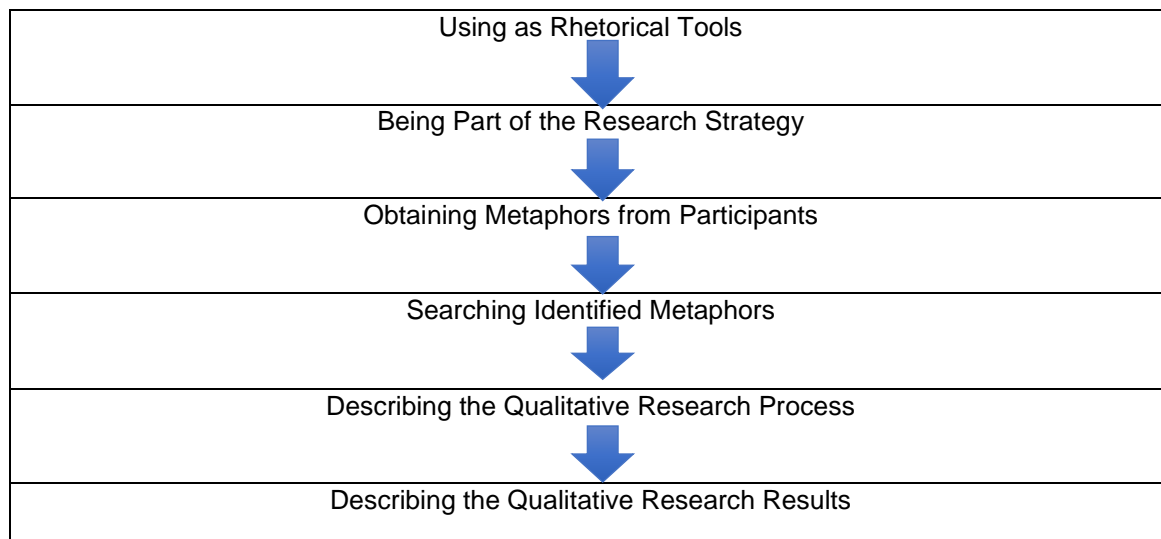 Using as Rhetorical Tools
Being Part of the Research Strategy
Obtaining Metaphors from Participants
Searching Identified Metaphors
Describing the Qualitative Research Process
Describing the Qualitative Research Results